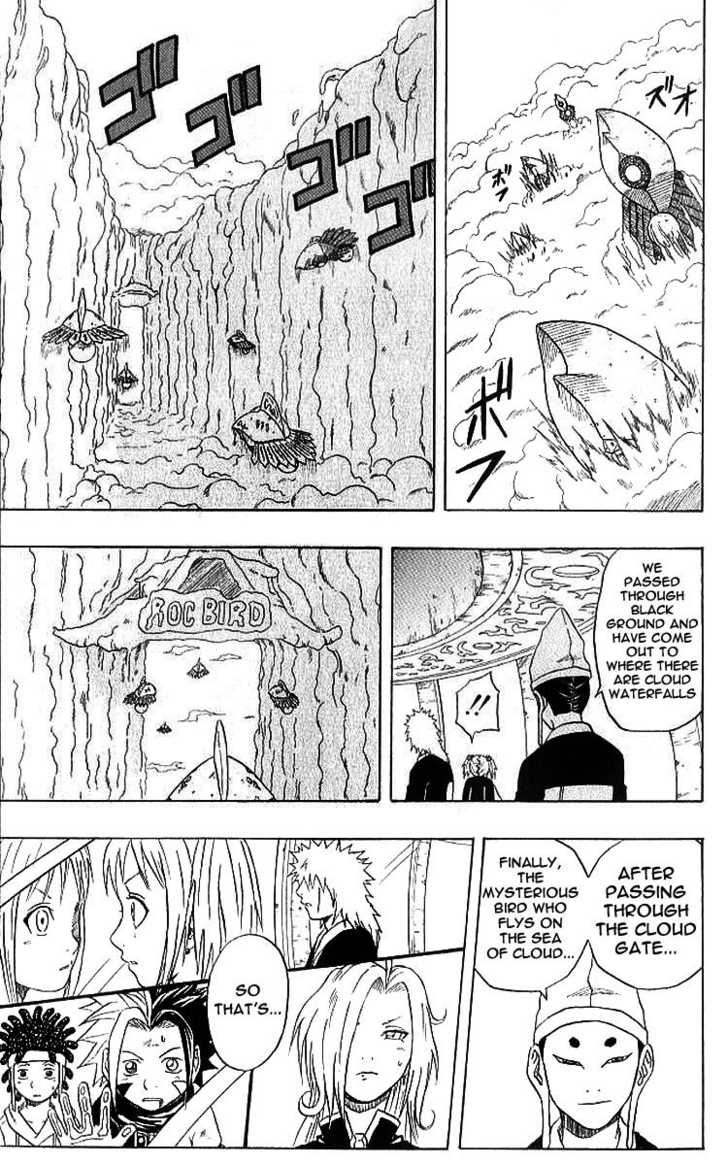 ズオ
ボッ
ボフ
ゴゴゴゴ
WE
PASSED
THROUGH
BLACK
GROUND AND
HAVE COME
OUT TO
WHERE THERE
ARE CLOUD
WATERFALLS
!!
ROC BIRD
AFTER
PASSING
THROUGH
THE CLOUD
GATE...
FINALLY,
THE
MYSTERIOUS
BIRD WHO
FLYS ON
THE SEA
OF CLOUD...
SO
THAT'S...